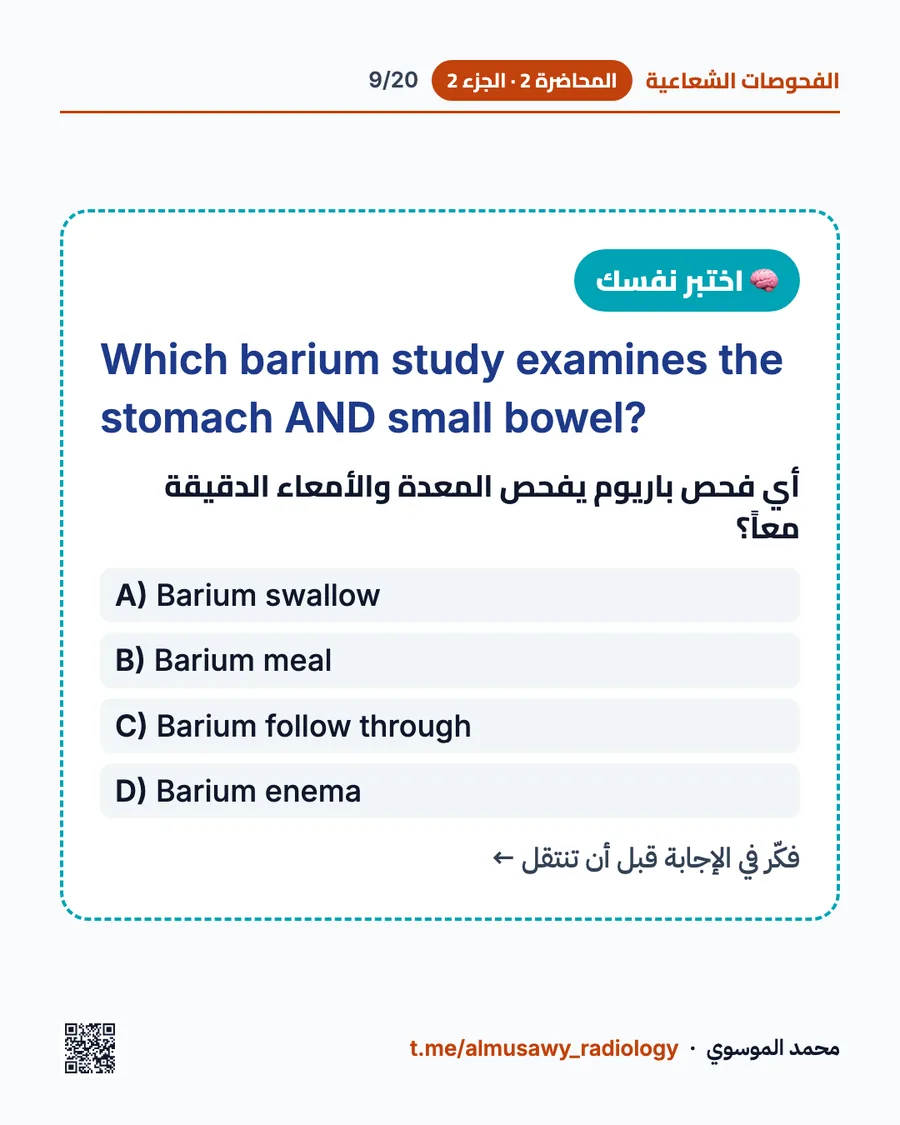 الفحوصات الشعاعية المحاضرة 2 · الجزء 2 9/20
🧠 اختبر نفسك
Which barium study examines the
stomach AND small bowel?
أي فحص باريوم يفحص المعدة والأمعاء الدقيقة
معاً؟
A) Barium swallow
B) Barium meal
C) Barium follow through
D) Barium enema
فكّر في الإجابة قبل أن تنتقل ←
محمد الموسوي · t.me/almusawy_radiology